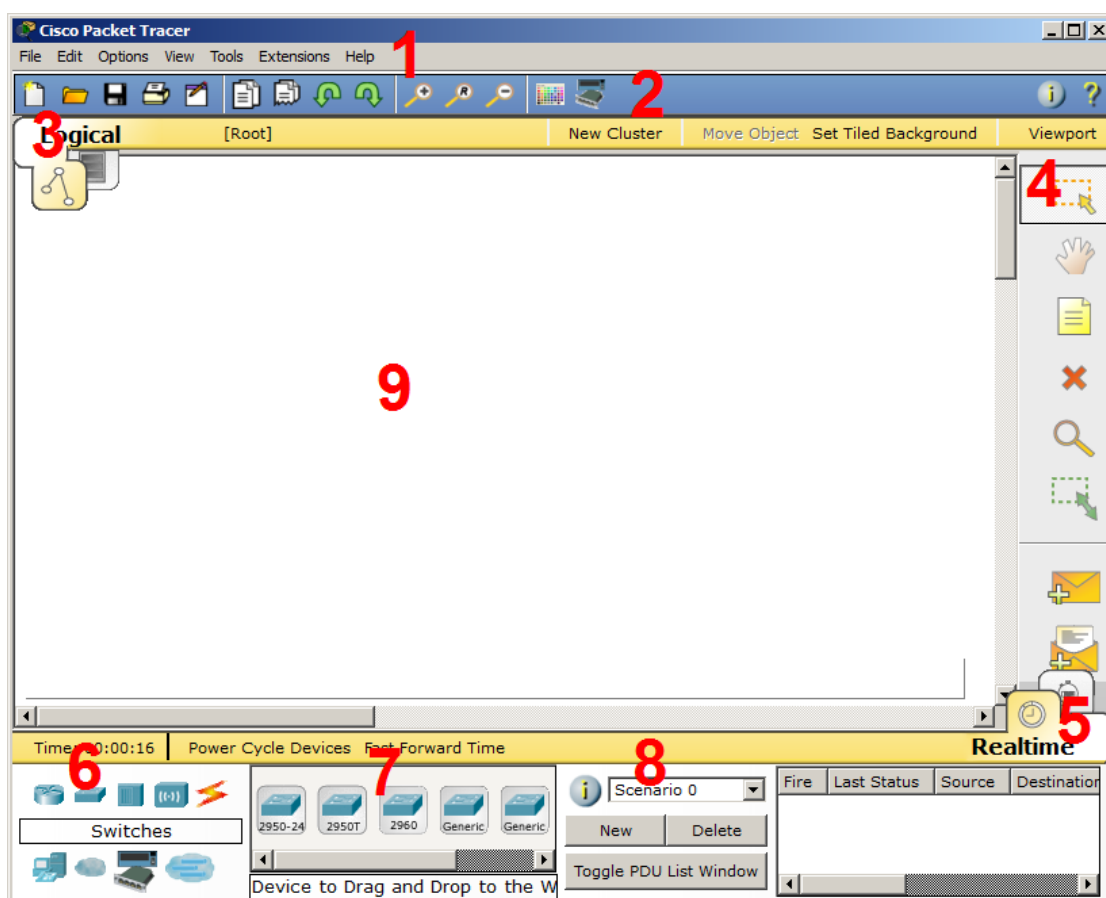 Cisco Packet Tracer
File Edit Options View Tools Extensions Help
1
2
R
3
Logical [Root] New Cluster Move Object Set Tiled Background Viewport
4
9
5
Time: 00:00:16 Power Cycle Devices Fast Forward Time Realtime
6
7
8
Switches
2950-24 2950T 2960 Generic Generic
Device to Drag and Drop to the W
Scenario 0
New Delete
Toggle PDU List Window
Fire Last Status Source Destination